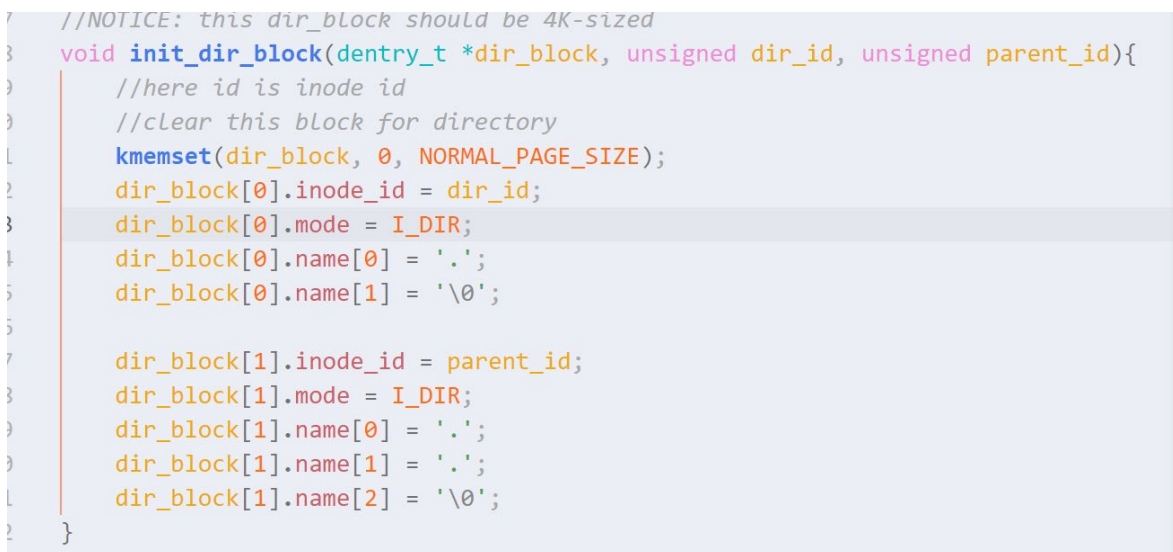 //NOTICE: this dir_block should be 4K-sized
void init_dir_block(dentry_t *dir_block, unsigned dir_id, unsigned parent_id){
//here id is inode id
//clear this block for directory
kmemset(dir_block, 0, NORMAL_PAGE_SIZE);
dir_block[0].inode_id = dir_id;
dir_block[0].mode = I_DIR;
dir_block[0].name[0] = '.';
dir_block[0].name[1] = '\0';
dir_block[1].inode_id = parent_id;
dir_block[1].mode = I_DIR;
dir_block[1].name[0] = '.';
dir_block[1].name[1] = '.';
dir_block[1].name[2] = '\0';
}